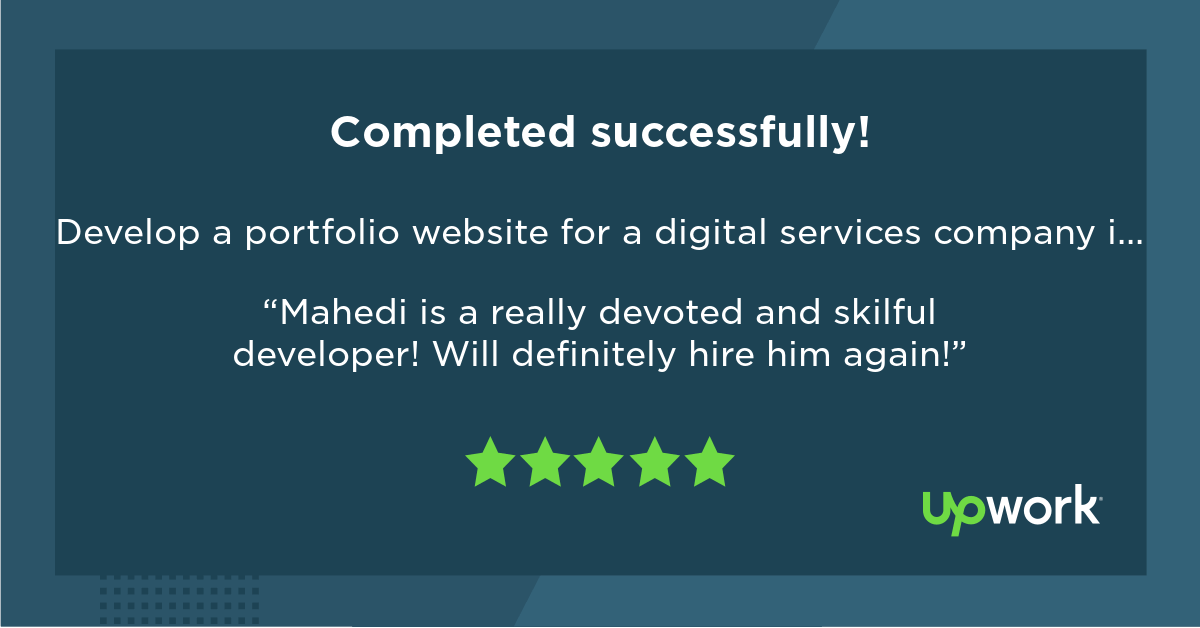 Completed successfully!
Develop a portfolio website for a digital services company i...
“Mahedi is a really devoted and skilful
developer! Will definitely hire him again!”
upwork